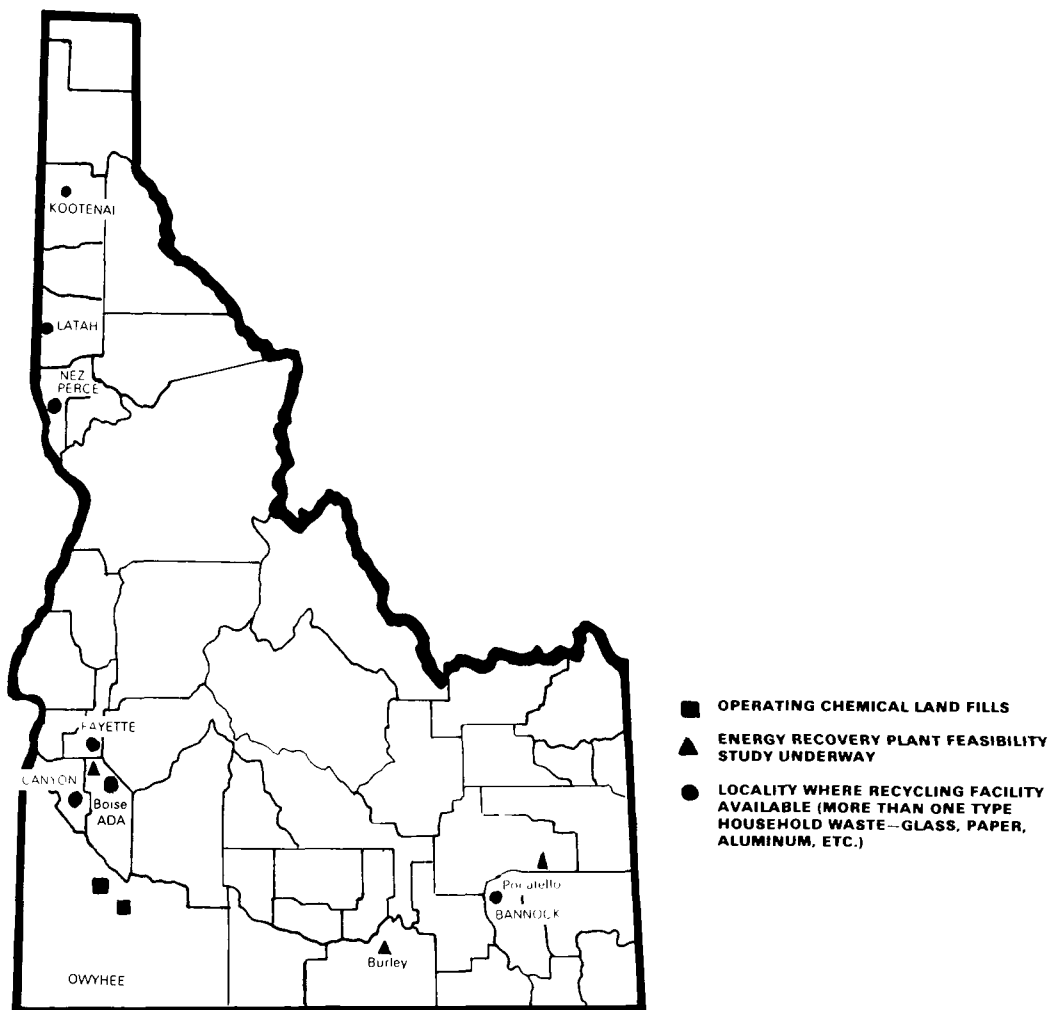 KOOTENAI
LATAH
NEZ
PERCE
FAYETTE
CANYON
Boise
ADA
OWYHEE
Burley
Pocatello
BANNOCK
OPERATING CHEMICAL LAND FILLS
ENERGY RECOVERY PLANT FEASIBILITY
STUDY UNDERWAY
LOCALITY WHERE RECYCLING FACILITY
AVAILABLE (MORE THAN ONE TYPE
HOUSEHOLD WASTE—GLASS, PAPER,
ALUMINUM, ETC.)